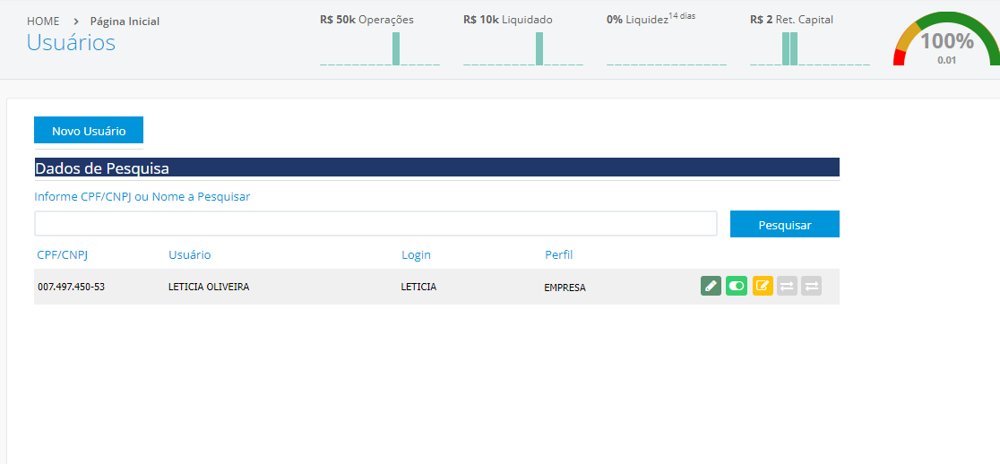 HOME > Página Inicial
Usuários
R$ 50k Operações
R$ 10k Liquidado
0% Liquidez 14 dias
R$ 2 Ret. Capital
100%
0.01
Novo Usuário
Dados de Pesquisa
Informe CPF/CNPJ ou Nome a Pesquisar
Pesquisar
CPF/CNPJ Usuário Login Perfil
007.497.450-53 LETICIA OLIVEIRA LETICIA EMPRESA